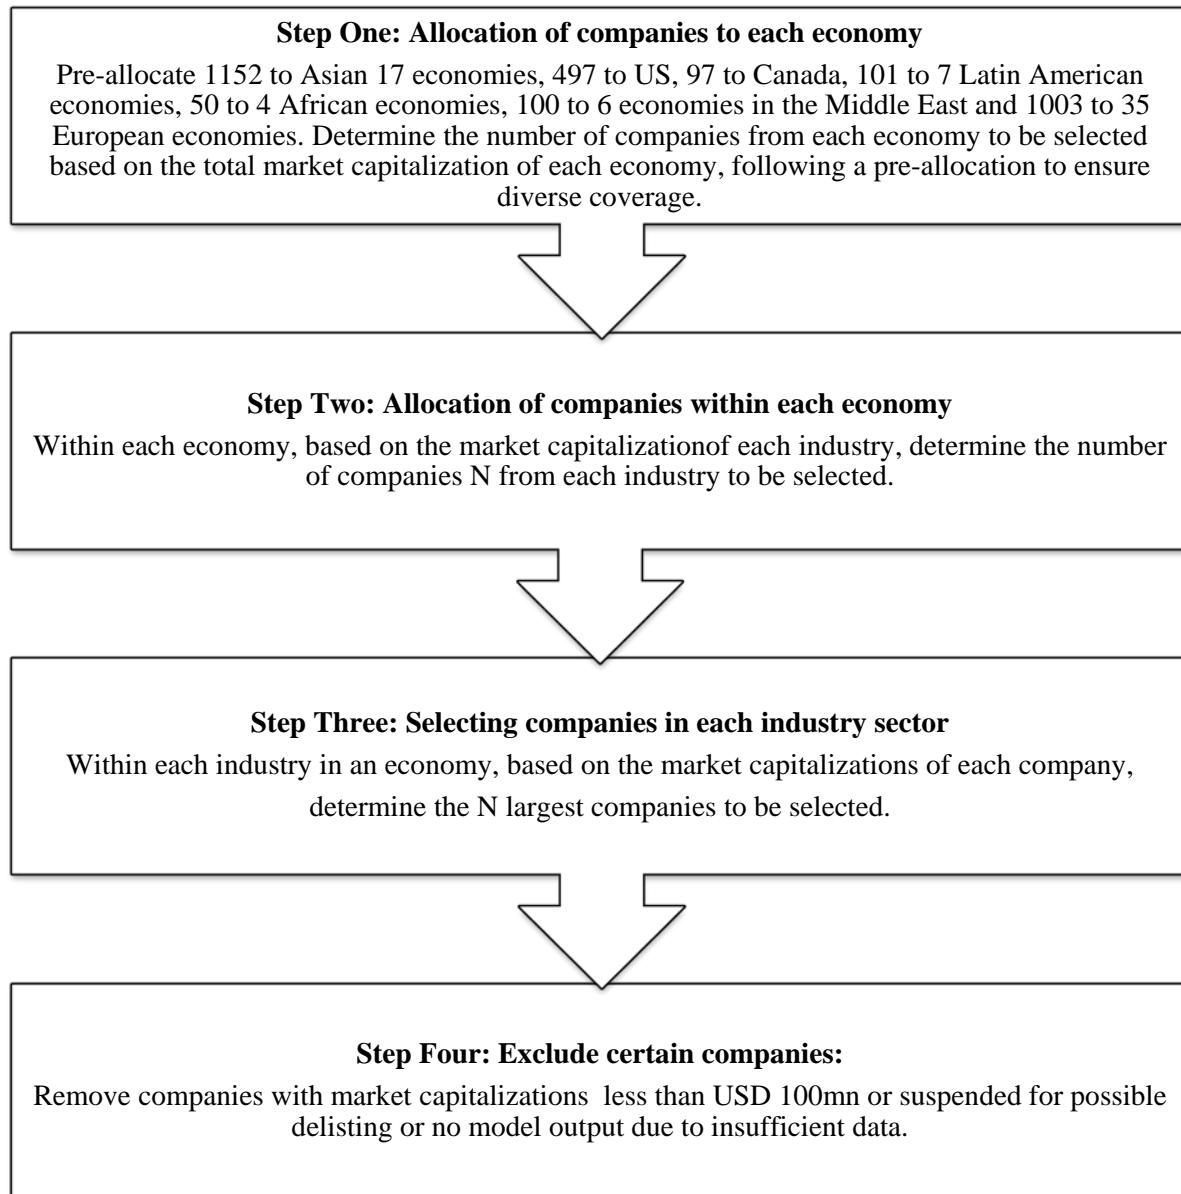 Step One: Allocation of companies to each economy
Pre-allocate 1152 to Asian 17 economies, 497 to US, 97 to Canada, 101 to 7 Latin American
economies, 50 to 4 African economies, 100 to 6 economies in the Middle East and 1003 to 35
European economies. Determine the number of companies from each economy to be selected
based on the total market capitalization of each economy, following a pre-allocation to ensure
diverse coverage.
Step Two: Allocation of companies within each economy
Within each economy, based on the market capitalizationof each industry, determine the number
of companies N from each industry to be selected.
Step Three: Selecting companies in each industry sector
Within each industry in an economy, based on the market capitalizations of each company,
determine the N largest companies to be selected.
Step Four: Exclude certain companies:
Remove companies with market capitalizations  less than USD 100mn or suspended for possible
delisting or no model output due to insufficient data.